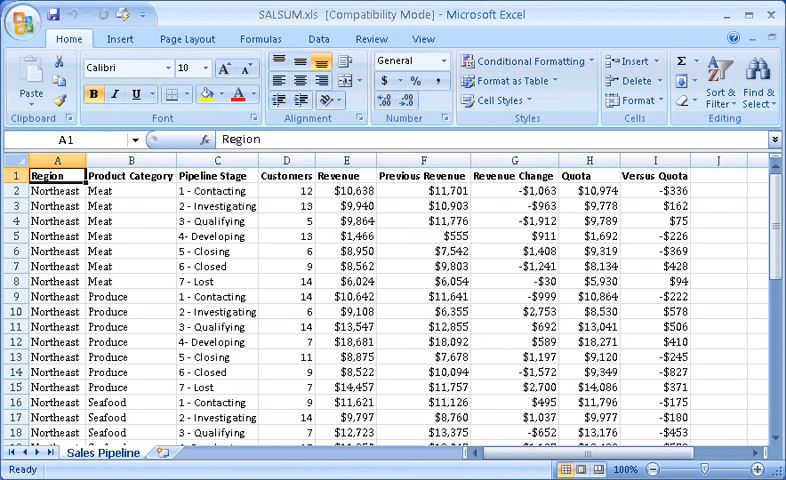 SALSUM.xls [Compatibility Mode] - Microsoft Excel
Home Insert Page Layout Formulas Data Review View
Paste
Clipboard
Calibri 10 A A
B I U A
Font
Alignment
General
$ % ,
Number
Conditional Formatting
Format as Table
Cell Styles
Styles
Insert
Delete
Format
Cells
Σ
Sort & Filter
Find & Select
Editing
A1 fx Region
A B C D E F G H I J
1 Region Product Category Pipeline Stage Customers Revenue Previous Revenue Revenue Change Quota Versus Quota
2 Northeast Meat 1 - Contacting 12 $10,638 $11,701 -$1,063 $10,974 -$336
3 Northeast Meat 2 - Investigating 13 $9,940 $10,903 -$963 $9,778 $162
4 Northeast Meat 3 - Qualifying 5 $9,864 $11,776 -$1,912 $9,789 $75
5 Northeast Meat 4- Developing 13 $1,466 $555 $911 $1,692 -$226
6 Northeast Meat 5 - Closing 6 $8,950 $7,542 $1,408 $9,319 -$369
7 Northeast Meat 6 - Closed 9 $8,562 $9,803 -$1,241 $8,134 $428
8 Northeast Meat 7 - Lost 14 $6,024 $6,054 -$30 $5,930 $94
9 Northeast Produce 1 - Contacting 14 $10,642 $11,641 -$999 $10,864 -$222
10 Northeast Produce 2 - Investigating 6 $9,108 $6,355 $2,753 $8,530 $578
11 Northeast Produce 3 - Qualifying 14 $13,547 $12,855 $692 $13,041 $506
12 Northeast Produce 4- Developing 7 $18,681 $18,092 $589 $18,271 $410
13 Northeast Produce 5 - Closing 11 $8,875 $7,678 $1,197 $9,120 -$245
14 Northeast Produce 6 - Closed 9 $8,522 $10,094 -$1,572 $9,349 -$827
15 Northeast Produce 7 - Lost 7 $14,457 $11,757 $2,700 $14,086 $371
16 Northeast Seafood 1 - Contacting 9 $11,621 $11,126 $495 $11,796 -$175
17 Northeast Seafood 2 - Investigating 14 $9,797 $8,760 $1,037 $9,977 -$180
18 Northeast Seafood 3 - Qualifying 7 $12,723 $13,375 -$652 $13,176 -$453
Sales Pipeline
Ready 100%